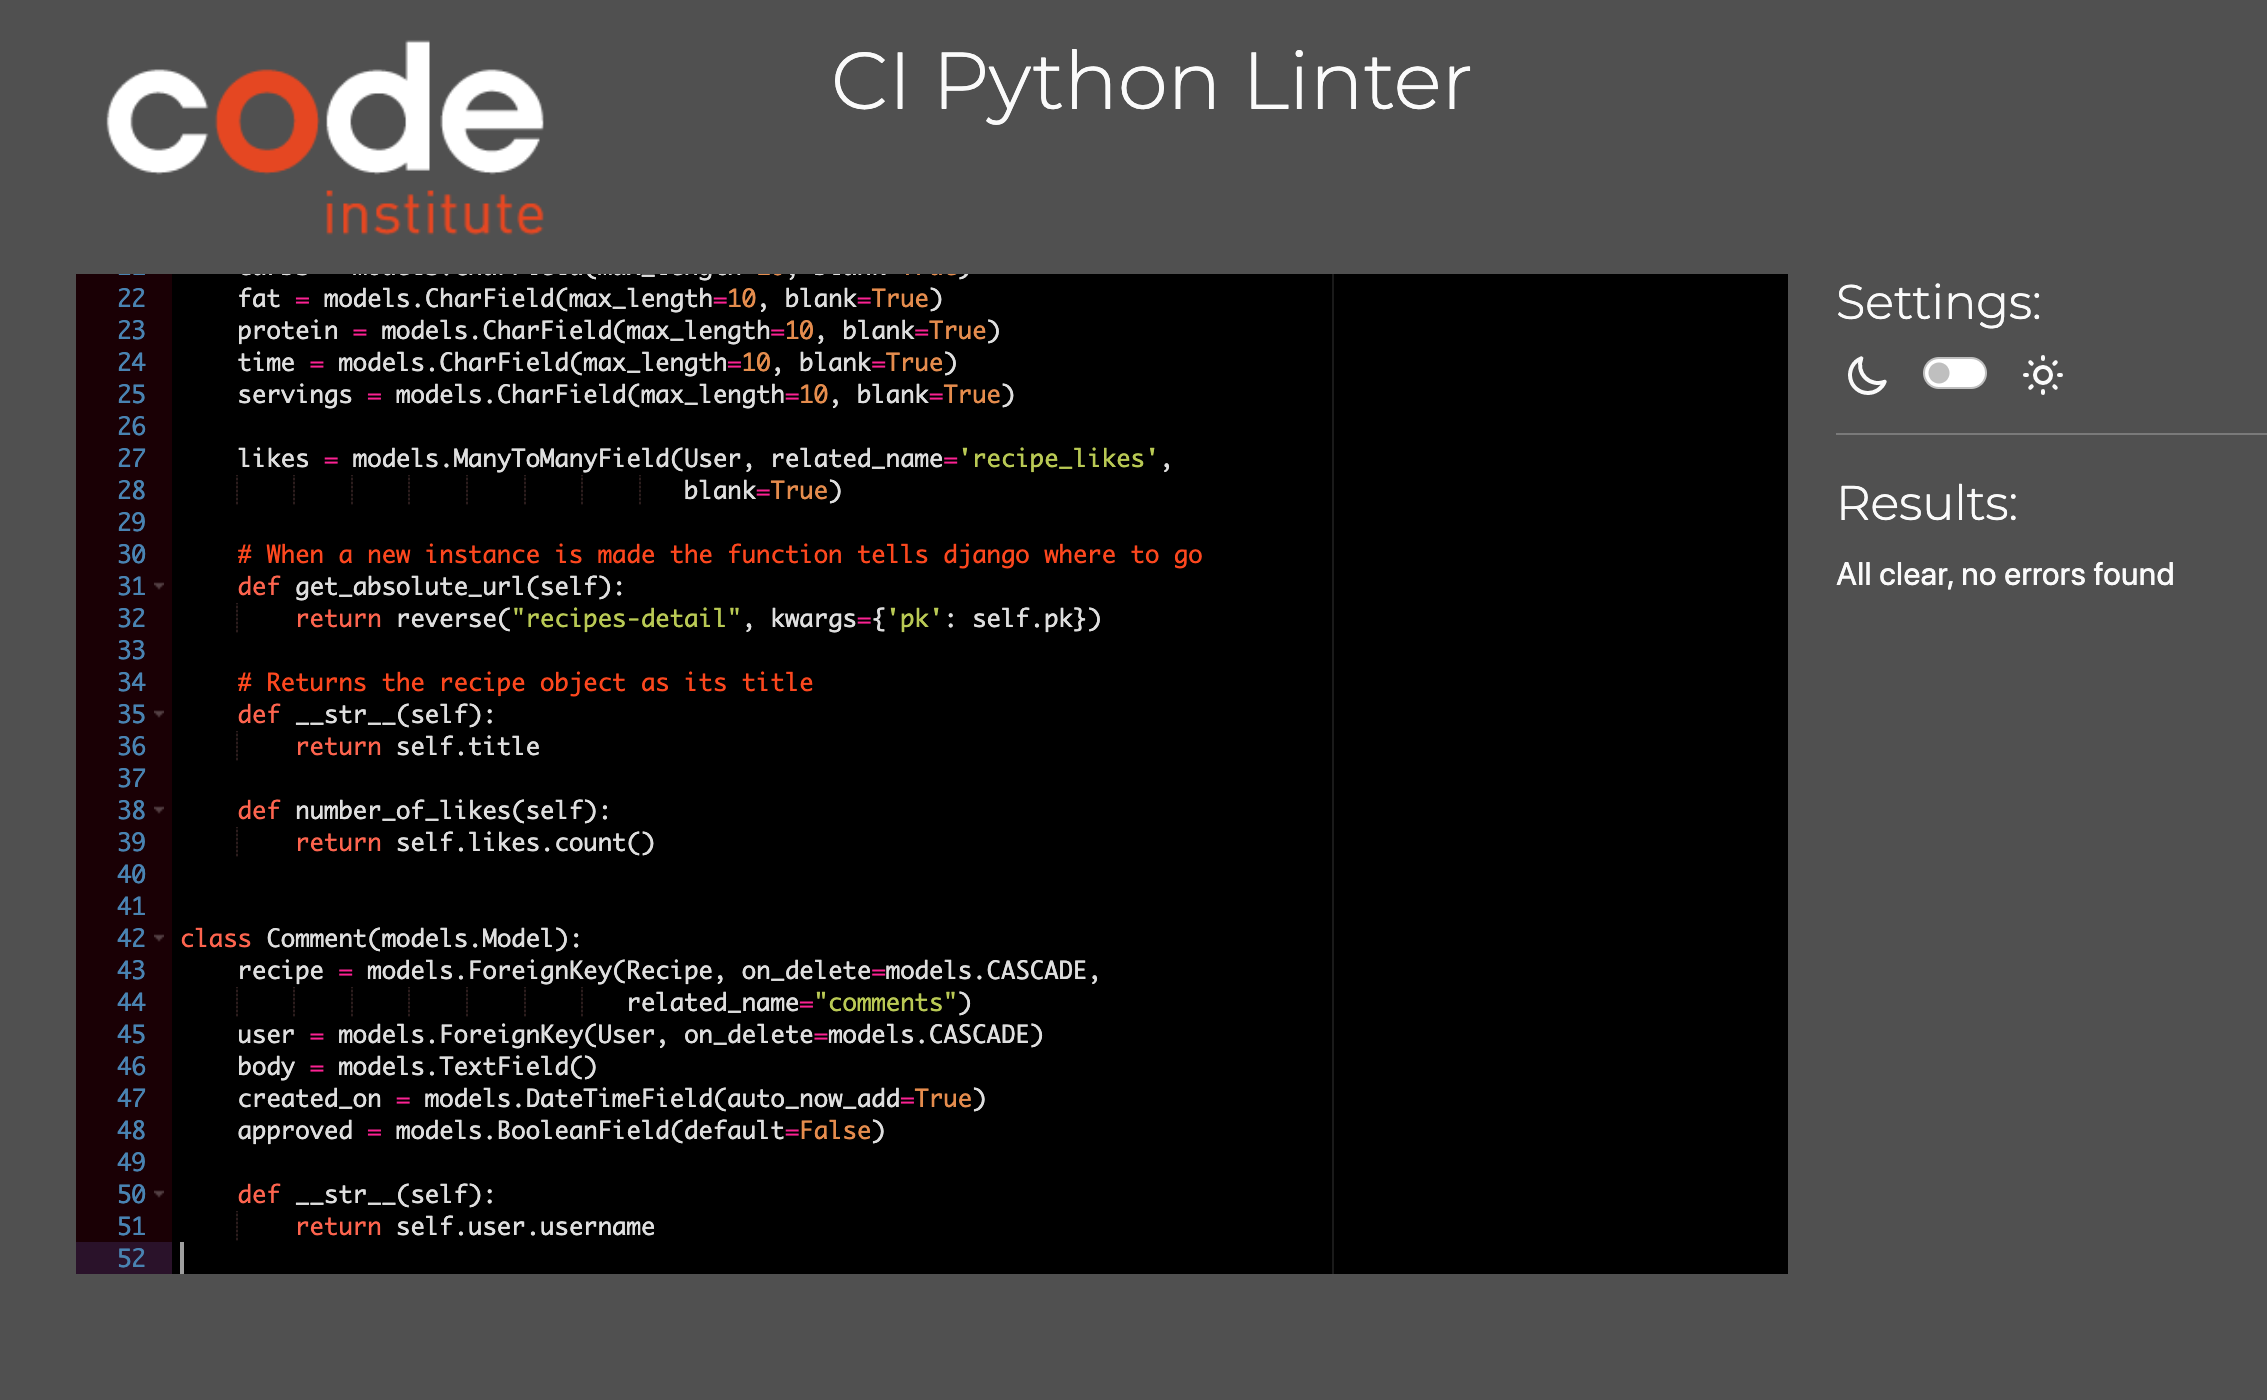 code
institute
CI Python Linter
22     fat = models.CharField(max_length=10, blank=True)
23     protein = models.CharField(max_length=10, blank=True)
24     time = models.CharField(max_length=10, blank=True)
25     servings = models.CharField(max_length=10, blank=True)
26
27     likes = models.ManyToManyField(User, related_name='recipe_likes',
28                                    blank=True)
29
30     # When a new instance is made the function tells django where to go
31     def get_absolute_url(self):
32         return reverse("recipes-detail", kwargs={'pk': self.pk})
33
34     # Returns the recipe object as its title
35     def __str__(self):
36         return self.title
37
38     def number_of_likes(self):
39         return self.likes.count()
40
41
42 class Comment(models.Model):
43     recipe = models.ForeignKey(Recipe, on_delete=models.CASCADE,
44                                related_name="comments")
45     user = models.ForeignKey(User, on_delete=models.CASCADE)
46     body = models.TextField()
47     created_on = models.DateTimeField(auto_now_add=True)
48     approved = models.BooleanField(default=False)
49
50     def __str__(self):
51         return self.user.username
52
Settings:
Results:
All clear, no errors found